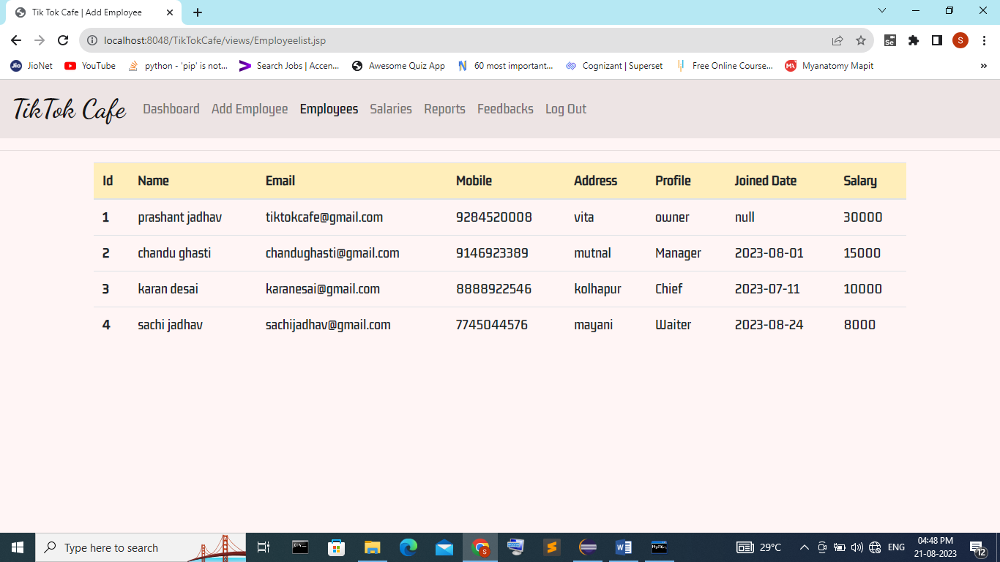 Tik Tok Cafe | Add Employee
localhost:8048/TikTokCafe/views/Employeelist.jsp
Se
S
Jio JioNet YouTube python - 'pip' is not... Search Jobs | Accen... Awesome Quiz App 60 most important... Cognizant | Superset Free Online Course... Myanatomy Mapit »
TikTok Cafe Dashboard Add Employee Employees Salaries Reports Feedbacks Log Out
Id Name Email Mobile Address Profile Joined Date Salary
1 prashant jadhav tiktokcafe@gmail.com 9284520008 vita owner null 30000
2 chandu ghasti chandughasti@gmail.com 9146923389 mutnal Manager 2023-08-01 15000
3 karan desai karanesai@gmail.com 8888922546 kolhapur Chief 2023-07-11 10000
4 sachi jadhav sachijadhav@gmail.com 7745044576 mayani Waiter 2023-08-24 8000
Type here to search
29°C
ENG
04:48 PM
21-08-2023
12